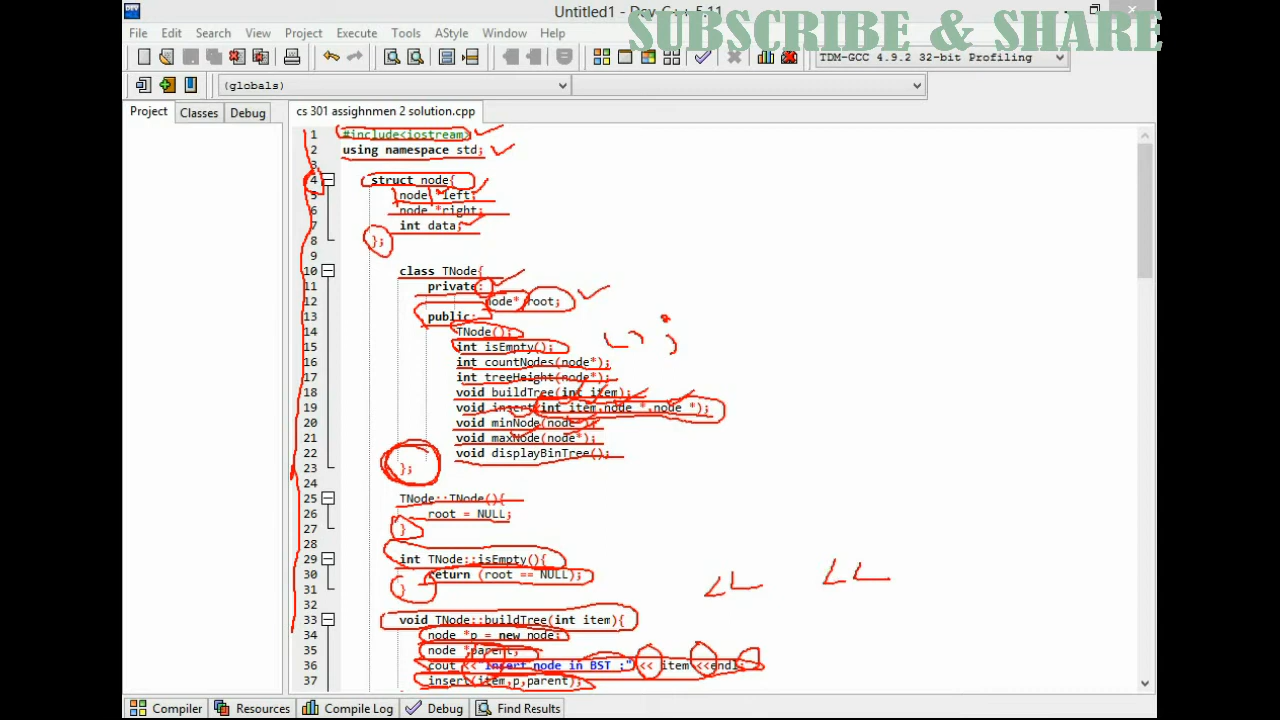 Untitled1 - Dev-C++ 5.11
SUBSCRIBE & SHARE
File Edit Search View Project Execute Tools AStyle Window Help
TDM-GCC 4.9.2 32-bit Profiling
(globals)
Project Classes Debug
cs 301 assighnmen 2 solution.cpp
1 #include<iostream>
2 using namespace std;
3
4 struct node{
5 node *left;
6 node *right;
7 int data;
8 };
9
10 class TNode{
11 private:
12 node* root;
13 public:
14 TNode();
15 int isEmpty();
16 int countNodes(node*);
17 int treeHeight(node*);
18 void buildTree(int item);
19 void insert(int item,node *,node *);
20 void minNode(node*);
21 void maxNode(node*);
22 void displayBinTree();
23 };
24
25 TNode::TNode(){
26 root = NULL;
27 }
28
29 int TNode::isEmpty(){
30 return (root == NULL);
31 }
32
33 void TNode::buildTree(int item){
34 node *p = new node;
35 node *parent;
36 cout << "Insert node in BST :" << item <<endl;
37 insert(item,p,parent);
Compiler Resources Compile Log Debug Find Results